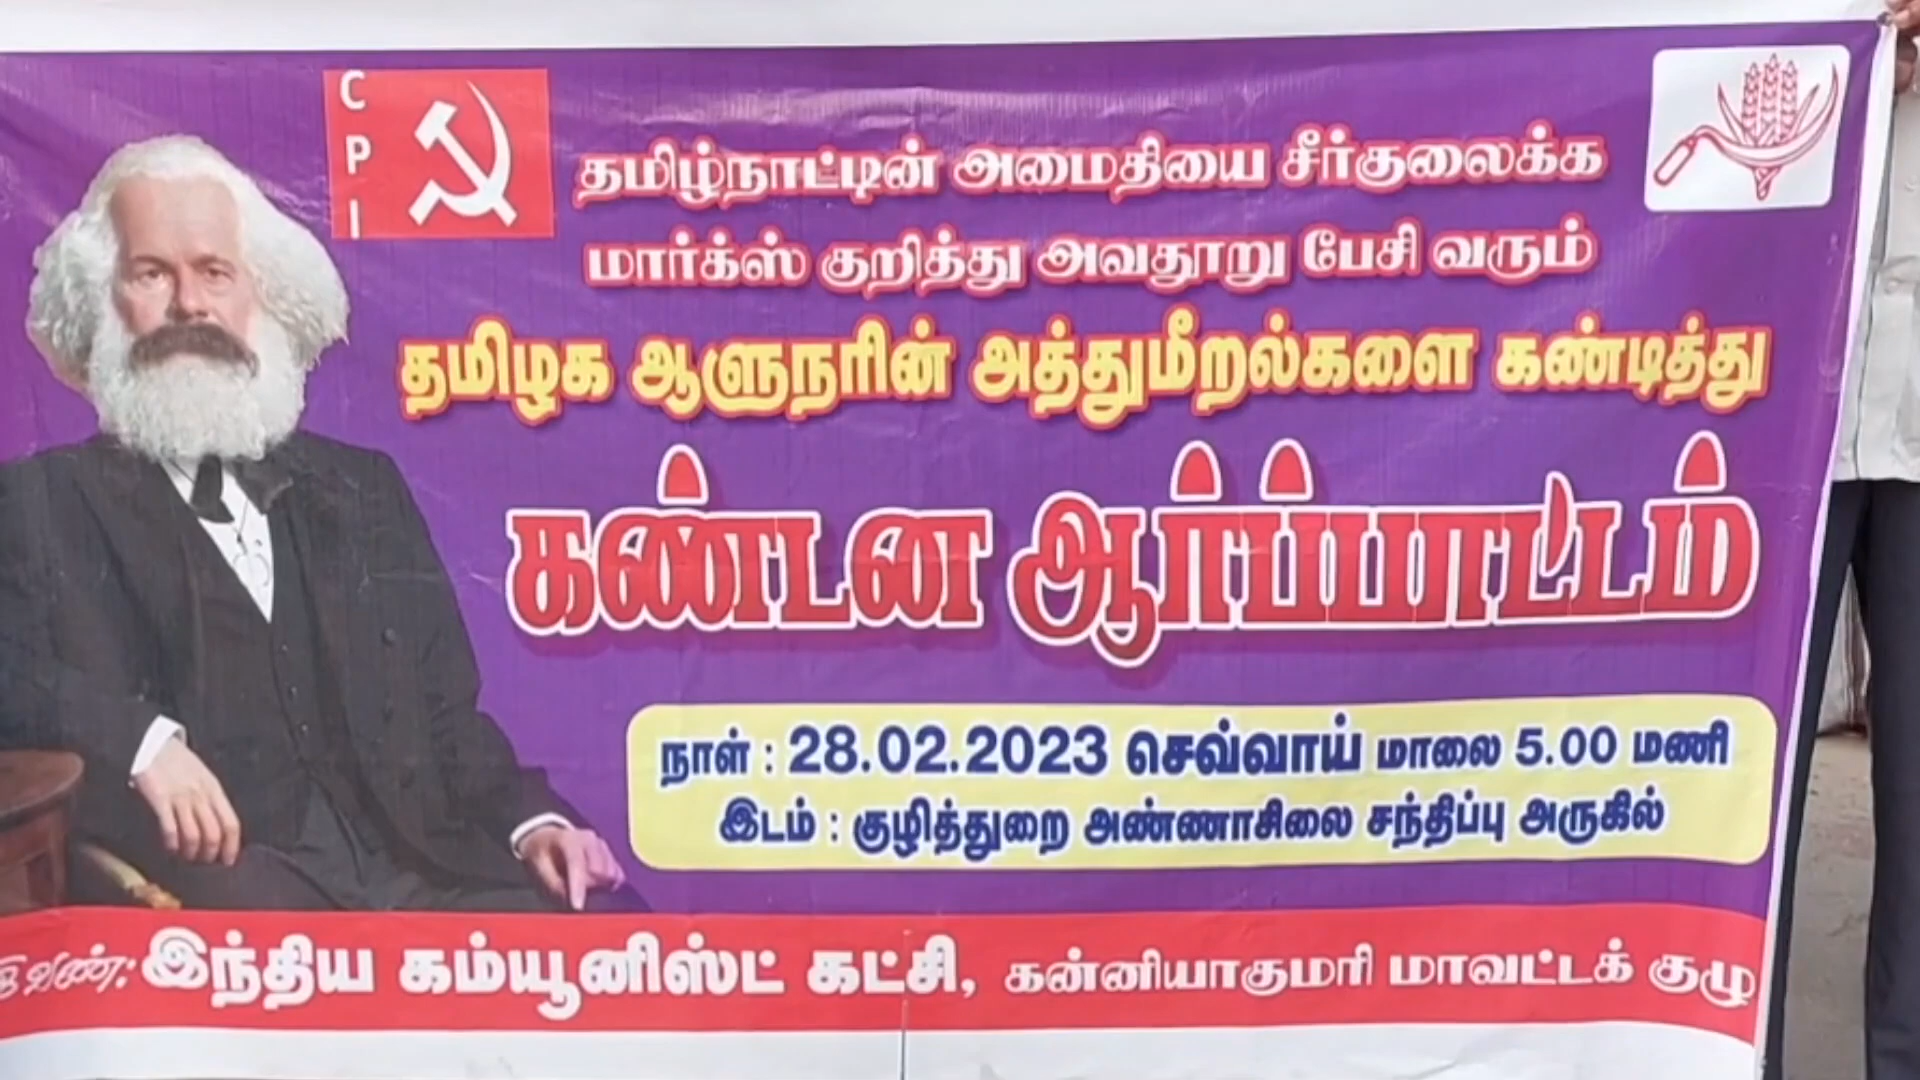 CPI
தமிழ்நாட்டின் அமைதியை சீர்குலைக்க
மார்க்ஸ் குறித்து அவதூறு பேசி வரும்
தமிழக ஆளுநரின் அத்துமீறல்களை கண்டித்து
கண்டன ஆர்ப்பாட்டம்
நாள் : 28.02.2023 செவ்வாய் மாலை 5.00 மணி
இடம் : குழித்துறை அண்ணாசிலை சந்திப்பு அருகில்
இவண்: இந்திய கம்யூனிஸ்ட் கட்சி, கன்னியாகுமரி மாவட்டக் குழு